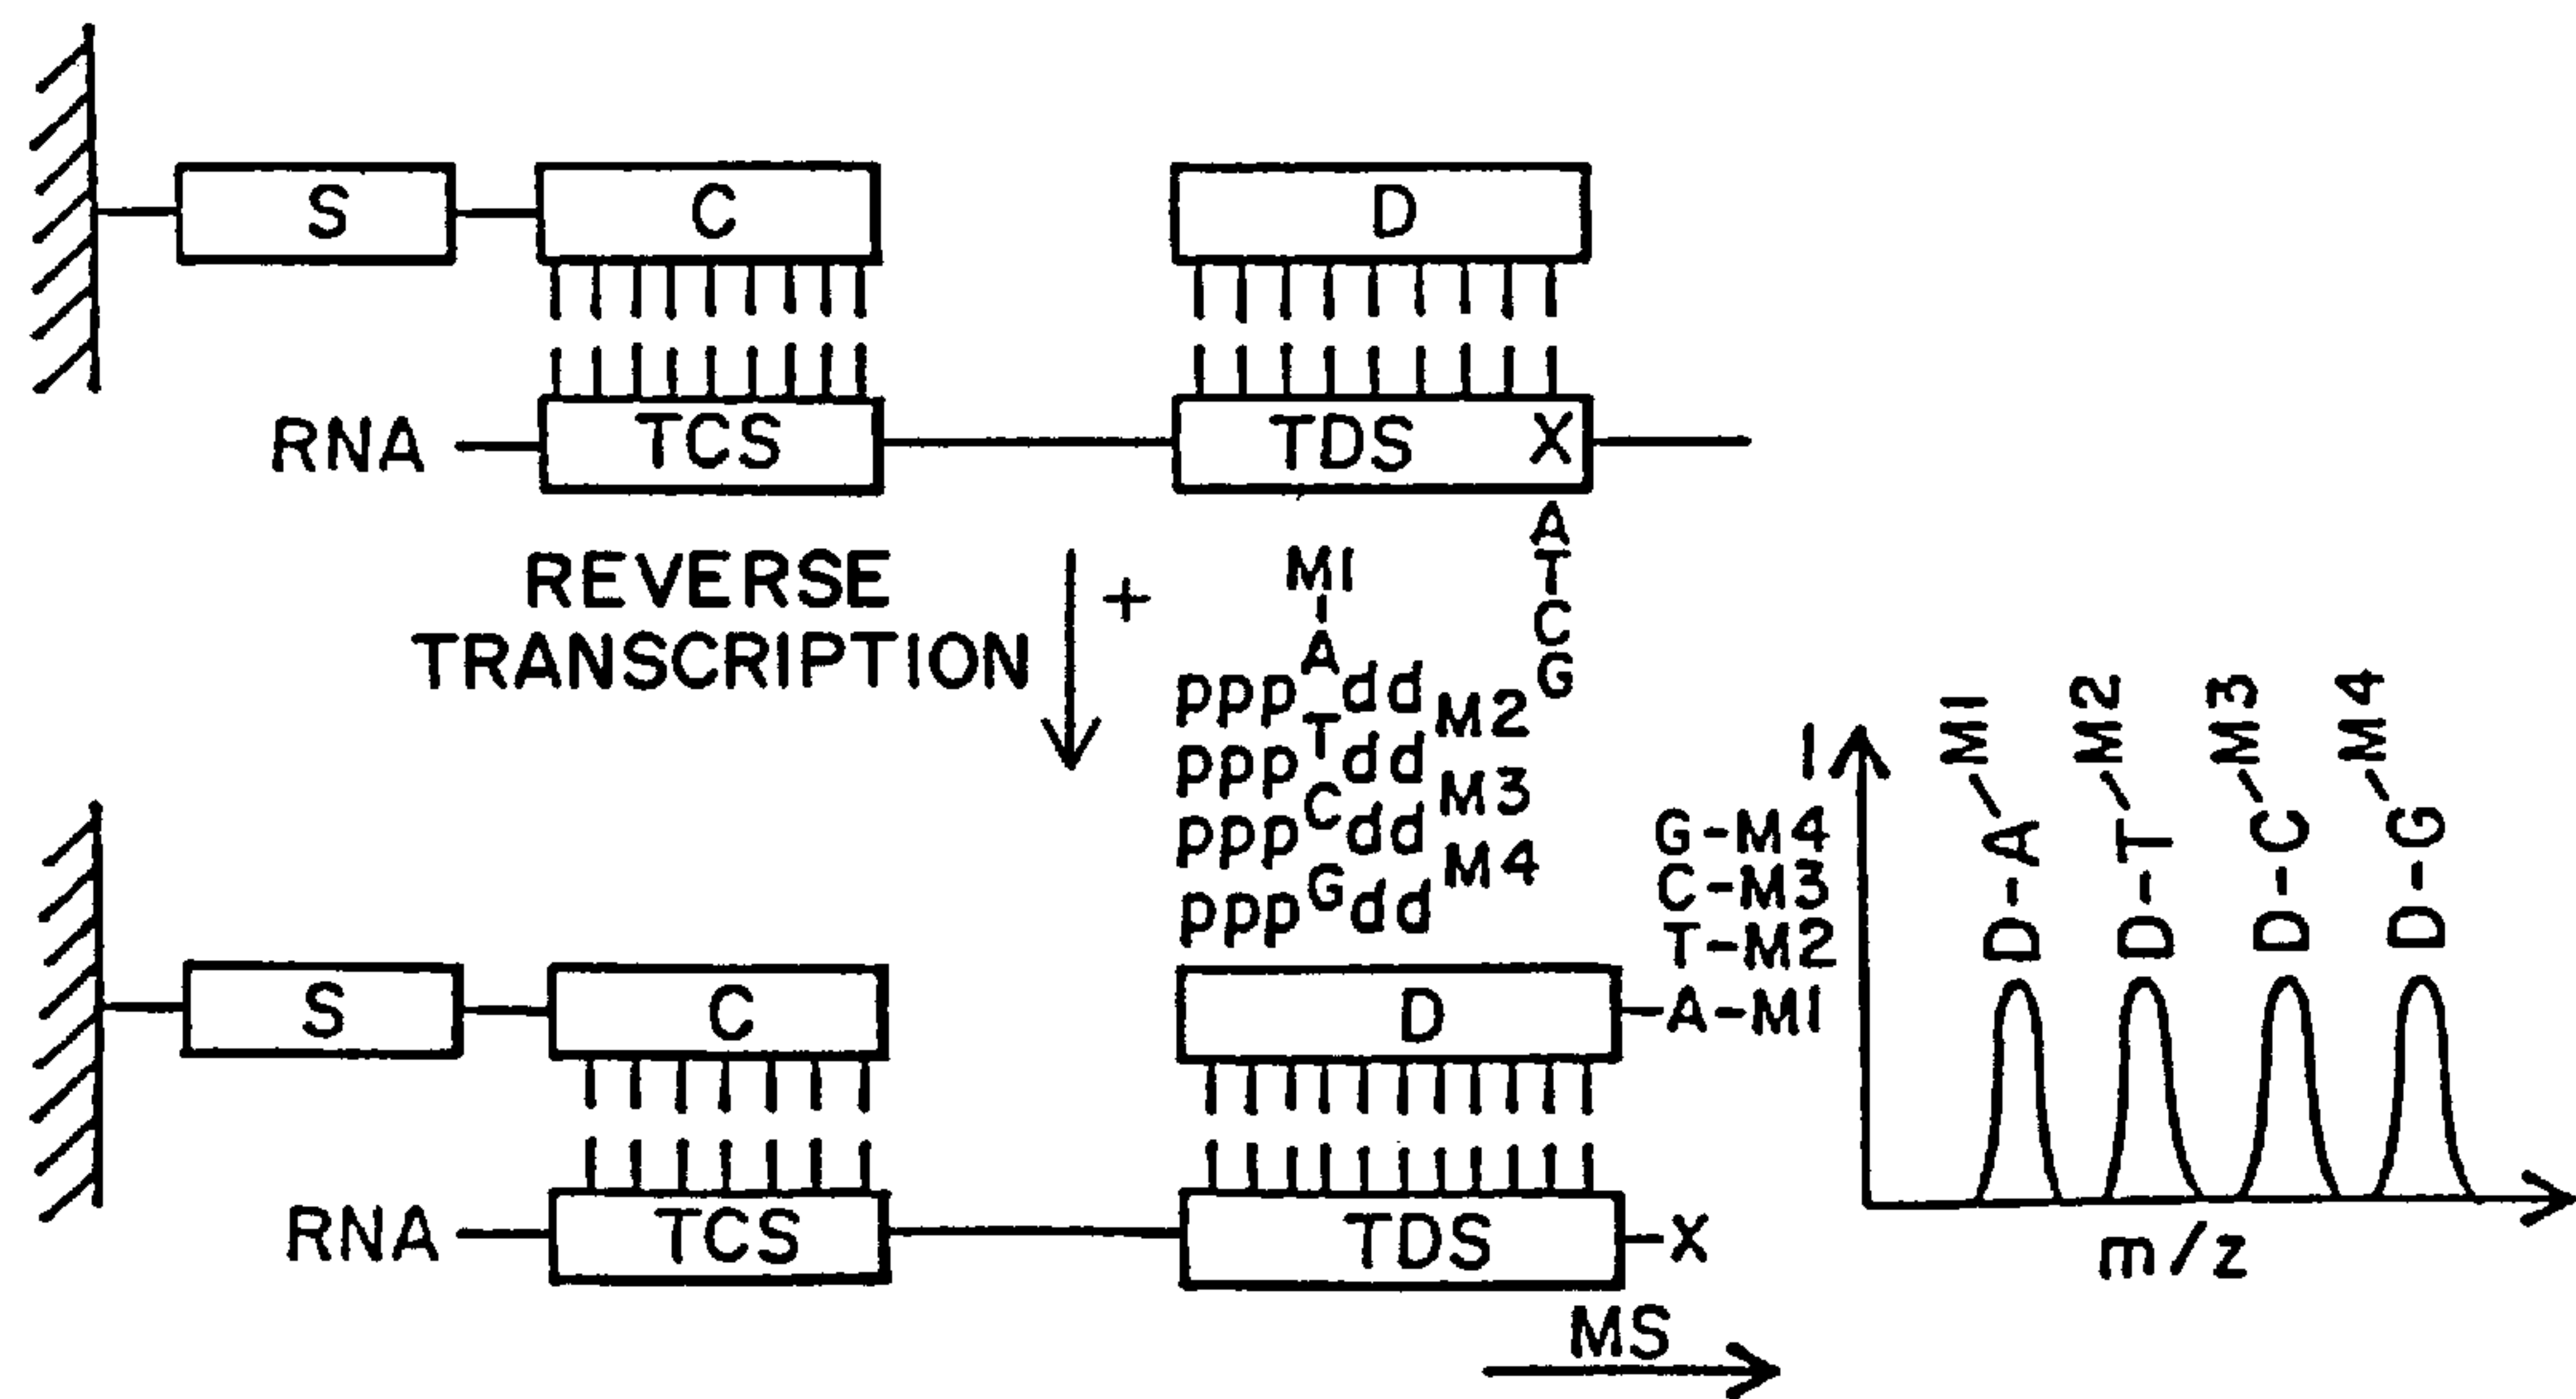 S C D
RNA TCS TDS X
A
T
C
G
REVERSE
TRANSCRIPTION
+
M1
A
pppdd
M2
T
pppdd
M3
C
pppdd
M4
G
pppdd
S C D
G-M4
C-M3
T-M2
A-M1
RNA TCS TDS X
MS
I
D-A-M1
D-T-M2
D-C-M3
D-G-M4
m/z